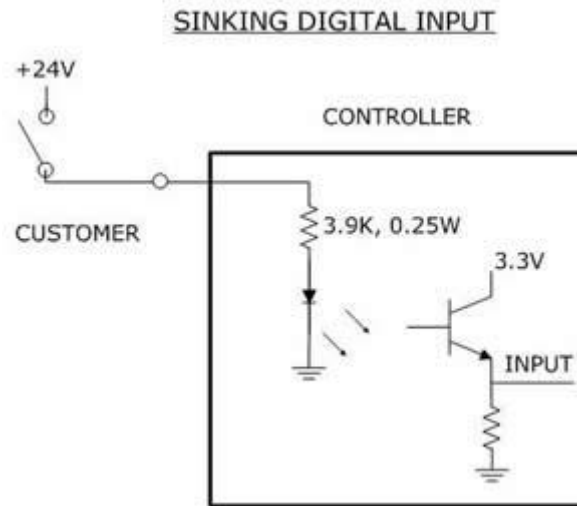 SINKING DIGITAL INPUT
+24V
CONTROLLER
3.9K, 0.25W
CUSTOMER
3.3V
INPUT